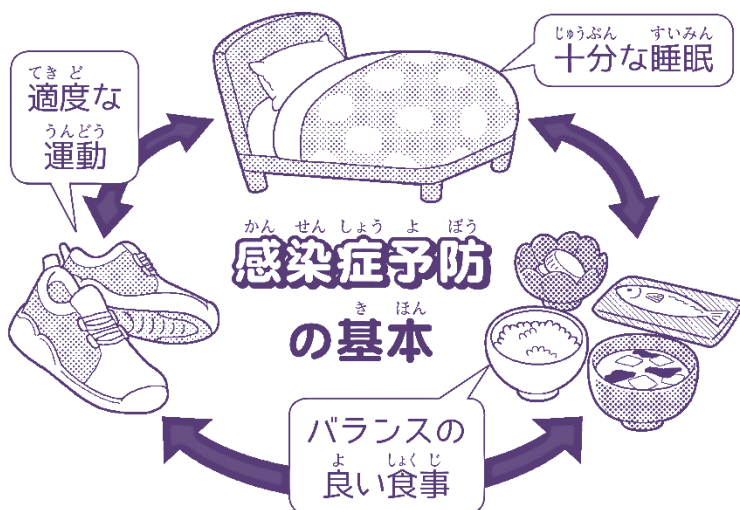 じゅうぶん すいみん
十分な睡眠
てきど
適度な
うんどう
運動
かんせんしょうよぼう
感染症予防
きほん
の基本
バランスの
よ しょくじ
良い食事